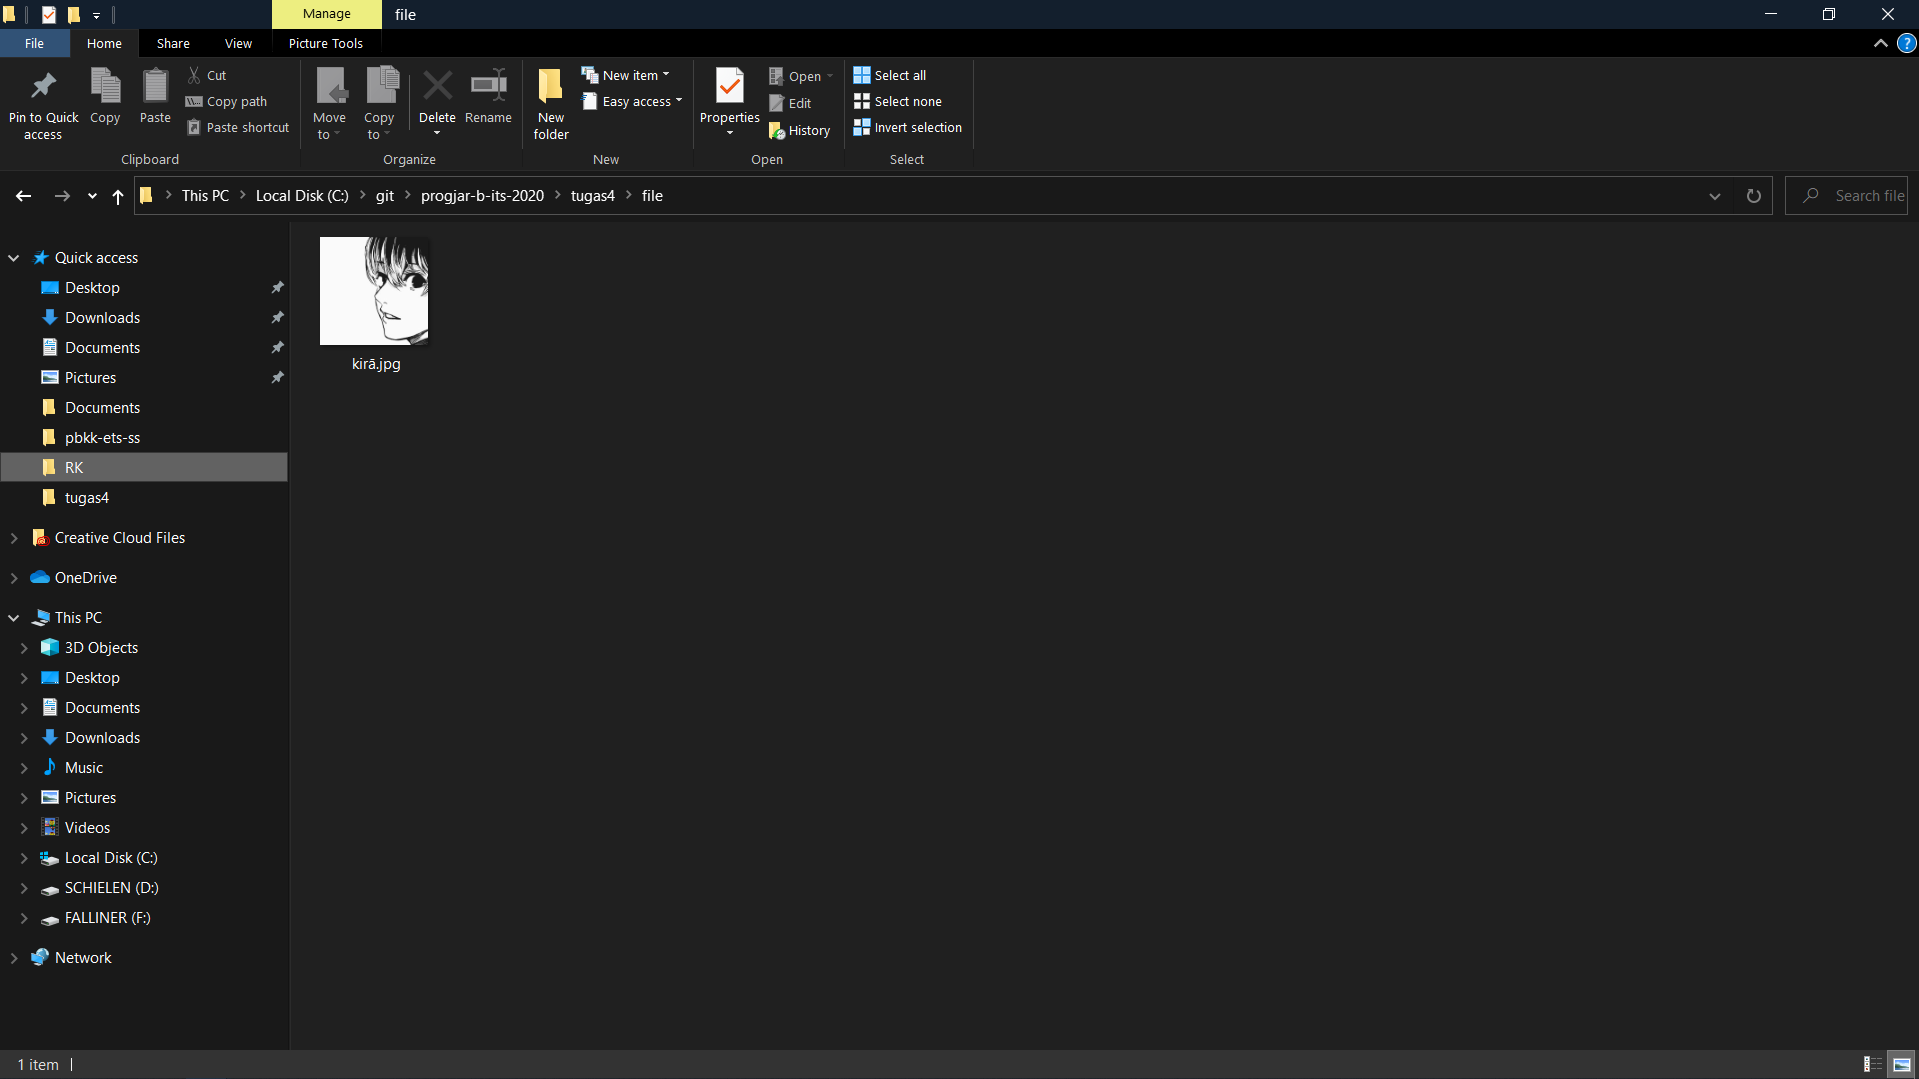 Manage
file
File
Home
Share
View
Picture Tools
Pin to Quick
access
Copy
Paste
Cut
Copy path
Paste shortcut
Clipboard
Move
to
Copy
to
Delete
Rename
Organize
New
folder
New item
Easy access
New
Properties
Open
Edit
History
Open
Select all
Select none
Invert selection
Select
This PC
Local Disk (C:)
git
progjar-b-its-2020
tugas4
file
Search file
Quick access
Desktop
Downloads
Documents
Pictures
Documents
pbkk-ets-ss
RK
tugas4
Creative Cloud Files
OneDrive
This PC
3D Objects
Desktop
Documents
Downloads
Music
Pictures
Videos
Local Disk (C:)
SCHIELEN (D:)
FALLINER (F:)
Network
kirā.jpg
1 item